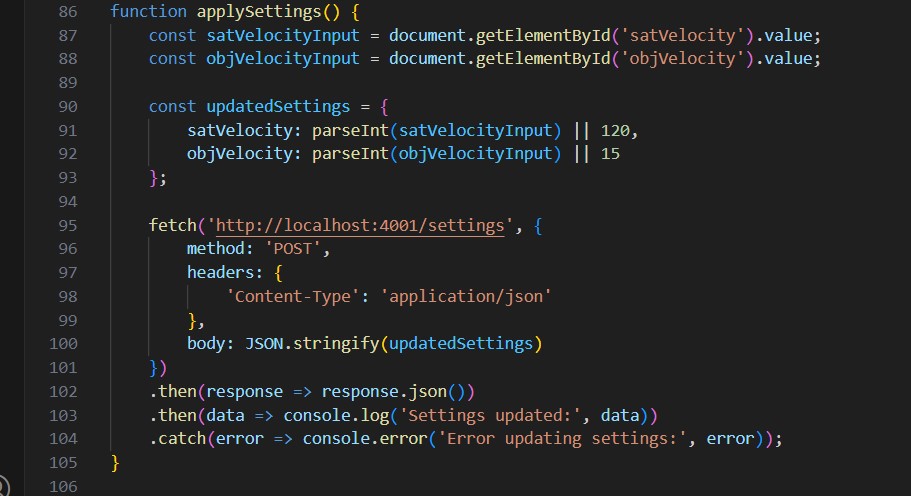 86 function applySettings() {
87     const satVelocityInput = document.getElementById('satVelocity').value;
88     const objVelocityInput = document.getElementById('objVelocity').value;
89
90     const updatedSettings = {
91         satVelocity: parseInt(satVelocityInput) || 120,
92         objVelocity: parseInt(objVelocityInput) || 15
93     };
94
95     fetch('http://localhost:4001/settings', {
96         method: 'POST',
97         headers: {
98             'Content-Type': 'application/json'
99         },
100         body: JSON.stringify(updatedSettings)
101     })
102     .then(response => response.json())
103     .then(data => console.log('Settings updated:', data))
104     .catch(error => console.error('Error updating settings:', error));
105 }
106